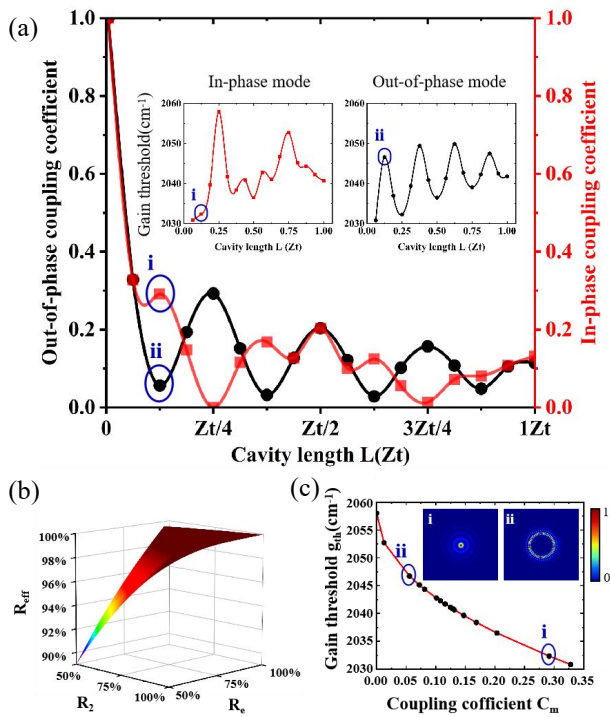 (a)
1.0
0.8
0.6
0.4
0.2
0.0
Out-of-phase coupling coefficient
1.0
0.8
0.6
0.4
0.2
0.0
In-phase coupling coefficient
0
Zt/4
Zt/2
3Zt/4
1Zt
Cavity length L(Zt)
i
ii
In-phase mode
Gain threshold(cm-1)
2060
2050
2040
2030
0.00 0.25 0.50 0.75 1.00
Cavity length L (Zt)
i
Out-of-phase mode
2060
2050
2040
2030
0.00 0.25 0.50 0.75 1.00
Cavity length L (Zt)
ii
(b)
Reff
100%
98%
96%
94%
92%
90%
50%
75%
100%
R2
50%
75%
100%
Re
(c)
Gain threshold gth(cm-1)
2060
2055
2050
2045
2040
2035
2030
0.00 0.05 0.10 0.15 0.20 0.25 0.30 0.35
Coupling cofficient Cm
ii
i
i
ii
1
0